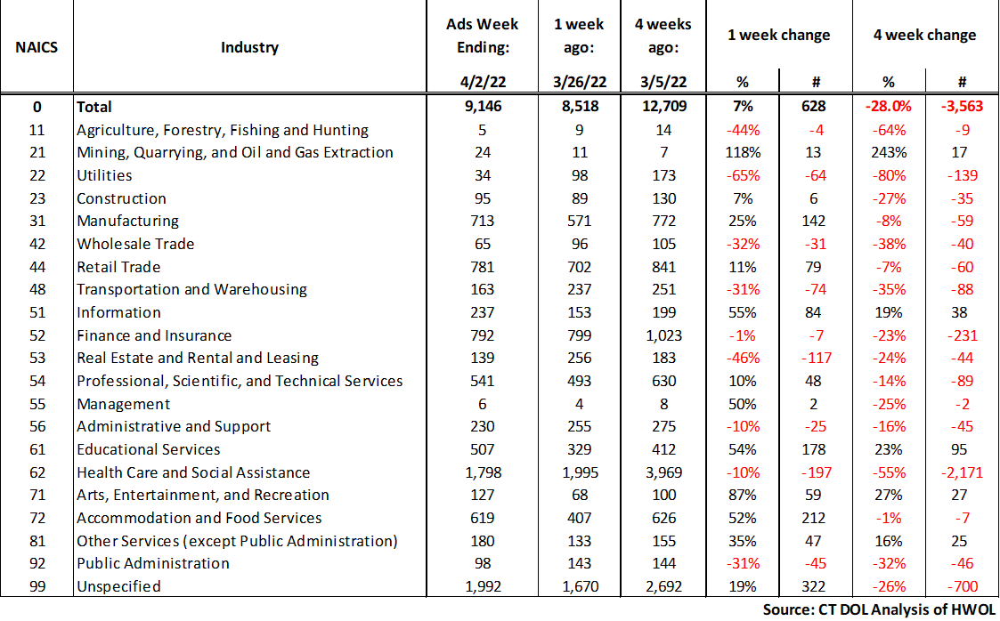 NAICS Industry Ads Week Ending: 1 week ago: 4 weeks ago: 1 week change 4 week change
4/2/22 3/26/22 3/5/22 % # % #
0 Total 9,146 8,518 12,709 7% 628 -28.0% -3,563
11 Agriculture, Forestry, Fishing and Hunting 5 9 14 -44% -4 -64% -9
21 Mining, Quarrying, and Oil and Gas Extraction 24 11 7 118% 13 243% 17
22 Utilities 34 98 173 -65% -64 -80% -139
23 Construction 95 89 130 7% 6 -27% -35
31 Manufacturing 713 571 772 25% 142 -8% -59
42 Wholesale Trade 65 96 105 -32% -31 -38% -40
44 Retail Trade 781 702 841 11% 79 -7% -60
48 Transportation and Warehousing 163 237 251 -31% -74 -35% -88
51 Information 237 153 199 55% 84 19% 38
52 Finance and Insurance 792 799 1,023 -1% -7 -23% -231
53 Real Estate and Rental and Leasing 139 256 183 -46% -117 -24% -44
54 Professional, Scientific, and Technical Services 541 493 630 10% 48 -14% -89
55 Management 6 4 8 50% 2 -25% -2
56 Administrative and Support 230 255 275 -10% -25 -16% -45
61 Educational Services 507 329 412 54% 178 23% 95
62 Health Care and Social Assistance 1,798 1,995 3,969 -10% -197 -55% -2,171
71 Arts, Entertainment, and Recreation 127 68 100 87% 59 27% 27
72 Accommodation and Food Services 619 407 626 52% 212 -1% -7
81 Other Services (except Public Administration) 180 133 155 35% 47 16% 25
92 Public Administration 98 143 144 -31% -45 -32% -46
99 Unspecified 1,992 1,670 2,692 19% 322 -26% -700
Source: CT DOL Analysis of HWOL